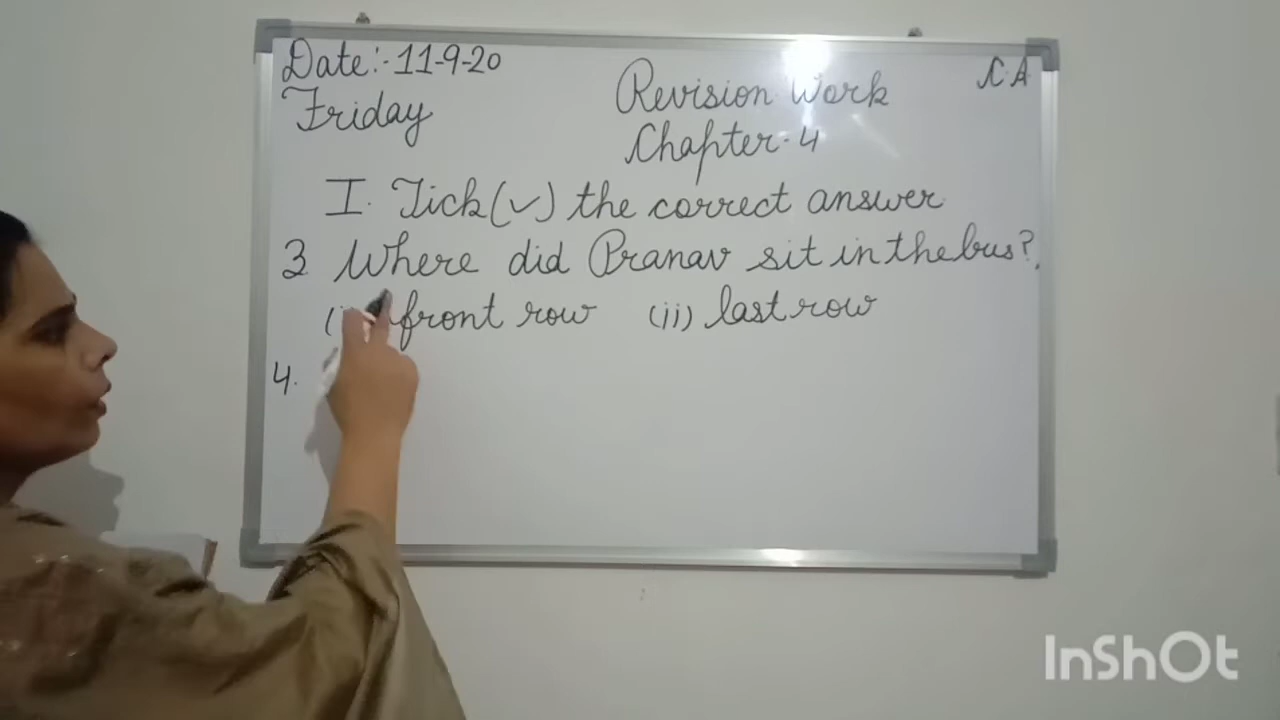 Date:- 11-9-20
C.A
Friday
Revision Work
Chapter-4
I. Tick (✓) the correct answer
3 Where did Pranav sit in the bus?
(i) front row (ii) last row
4.
InShOt